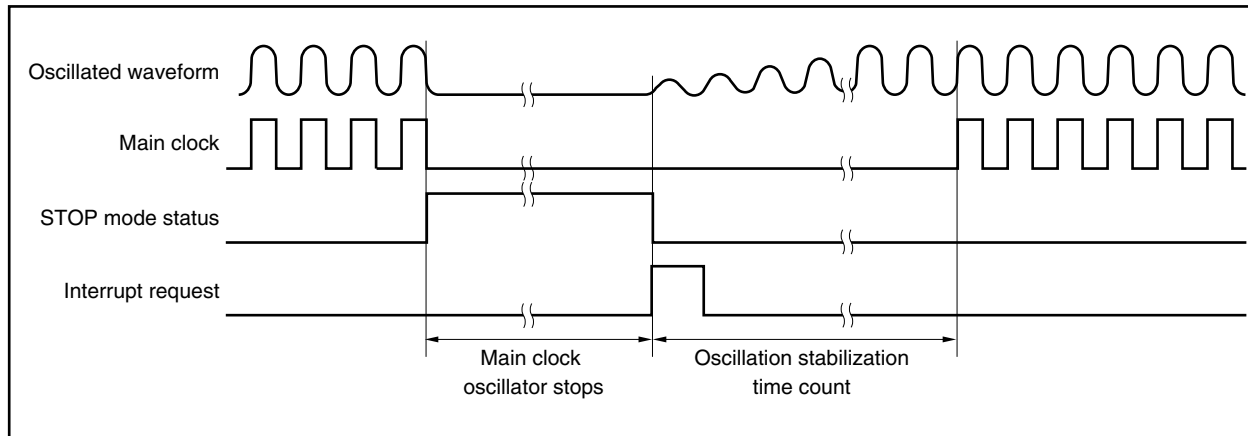 Oscillated waveform
Main clock
STOP mode status
Interrupt request
Main clock
oscillator stops
Oscillation stabilization
time count